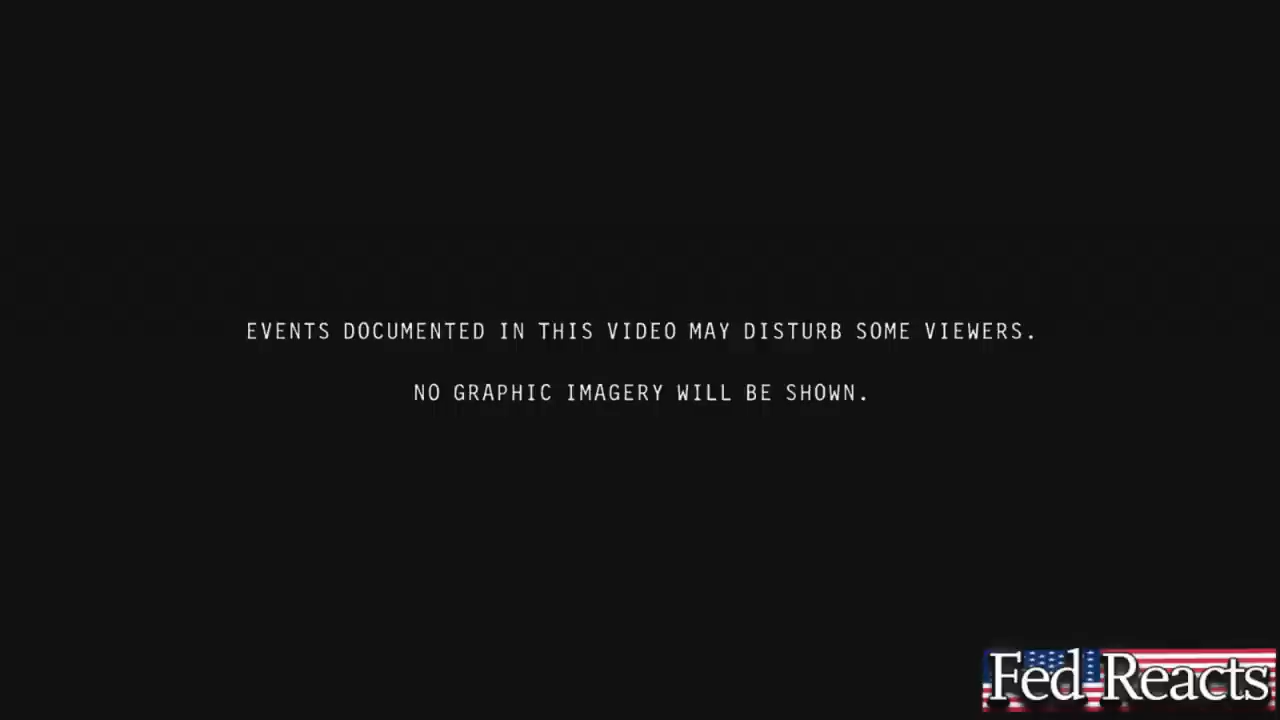 EVENTS DOCUMENTED IN THIS VIDEO MAY DISTURB SOME VIEWERS.
NO GRAPHIC IMAGERY WILL BE SHOWN.
Fed Reacts